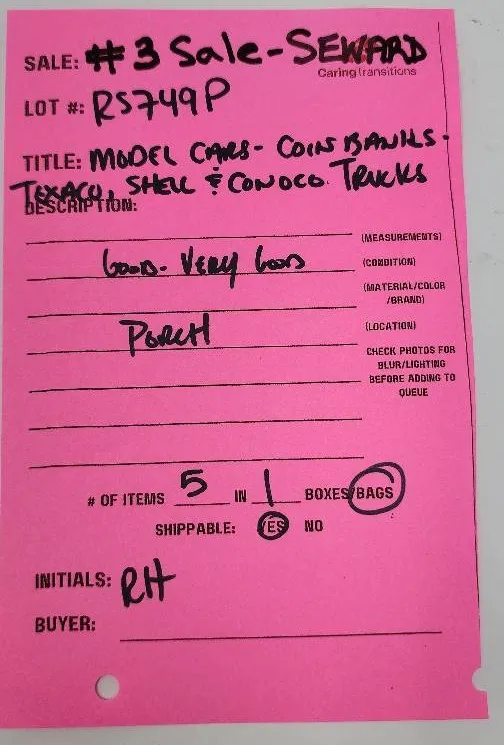 SALE: #3 Sale-SEWARD
CaringTransitions
LOT #: RS749P
TITLE: MODEL CARS- COIN BANKS-
TEXACO, SHELL & CONOCO TRUCKS
DESCRIPTION:
(MEASUREMENTS)
GOOD- VERY GOOD (CONDITION)
(MATERIAL/COLOR
/BRAND)
PORCH (LOCATION)
CHECK PHOTOS FOR
BLUR/LIGHTING
BEFORE ADDING TO
QUEUE
# OF ITEMS 5 IN 1 BOXES/BAGS
SHIPPABLE: YES NO
INITIALS: RH
BUYER: